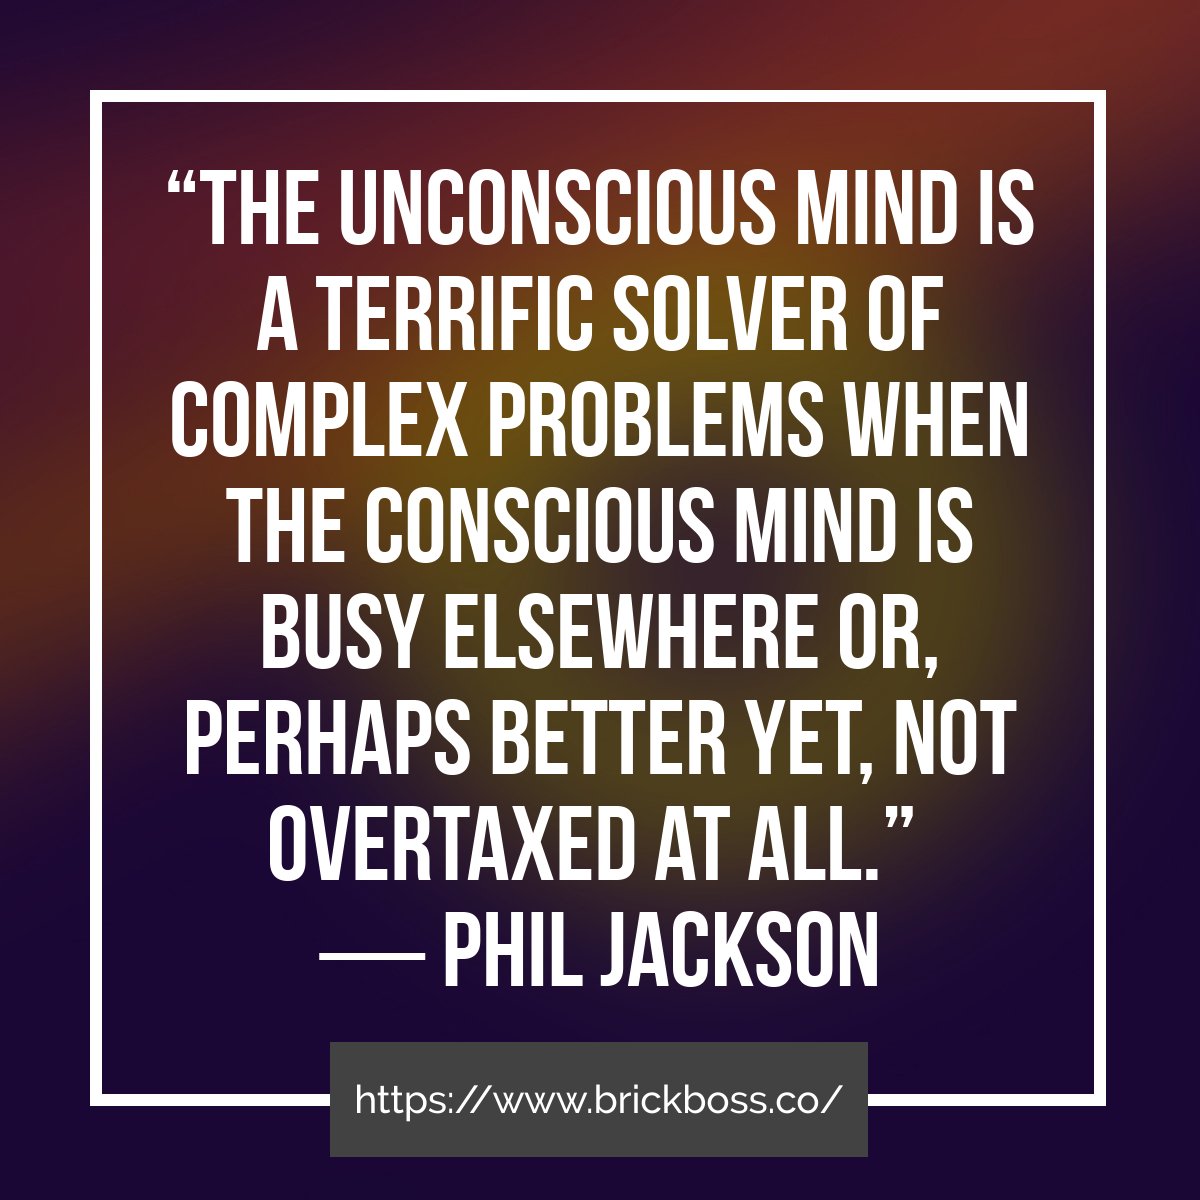 “THE UNCONSCIOUS MIND IS
A TERRIFIC SOLVER OF
COMPLEX PROBLEMS WHEN
THE CONSCIOUS MIND IS
BUSY ELSEWHERE OR,
PERHAPS BETTER YET, NOT
OVERTAXED AT ALL.”
— PHIL JACKSON
https://www.brickboss.co/